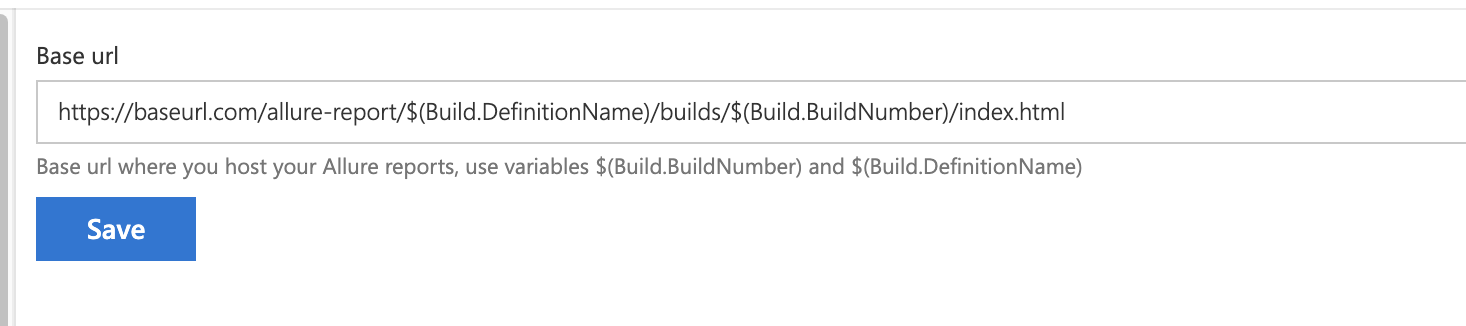 Base url
https://baseurl.com/allure-report/$(Build.DefinitionName)/builds/$(Build.BuildNumber)/index.html
Base url where you host your Allure reports, use variables $(Build.BuildNumber) and $(Build.DefinitionName)
Save